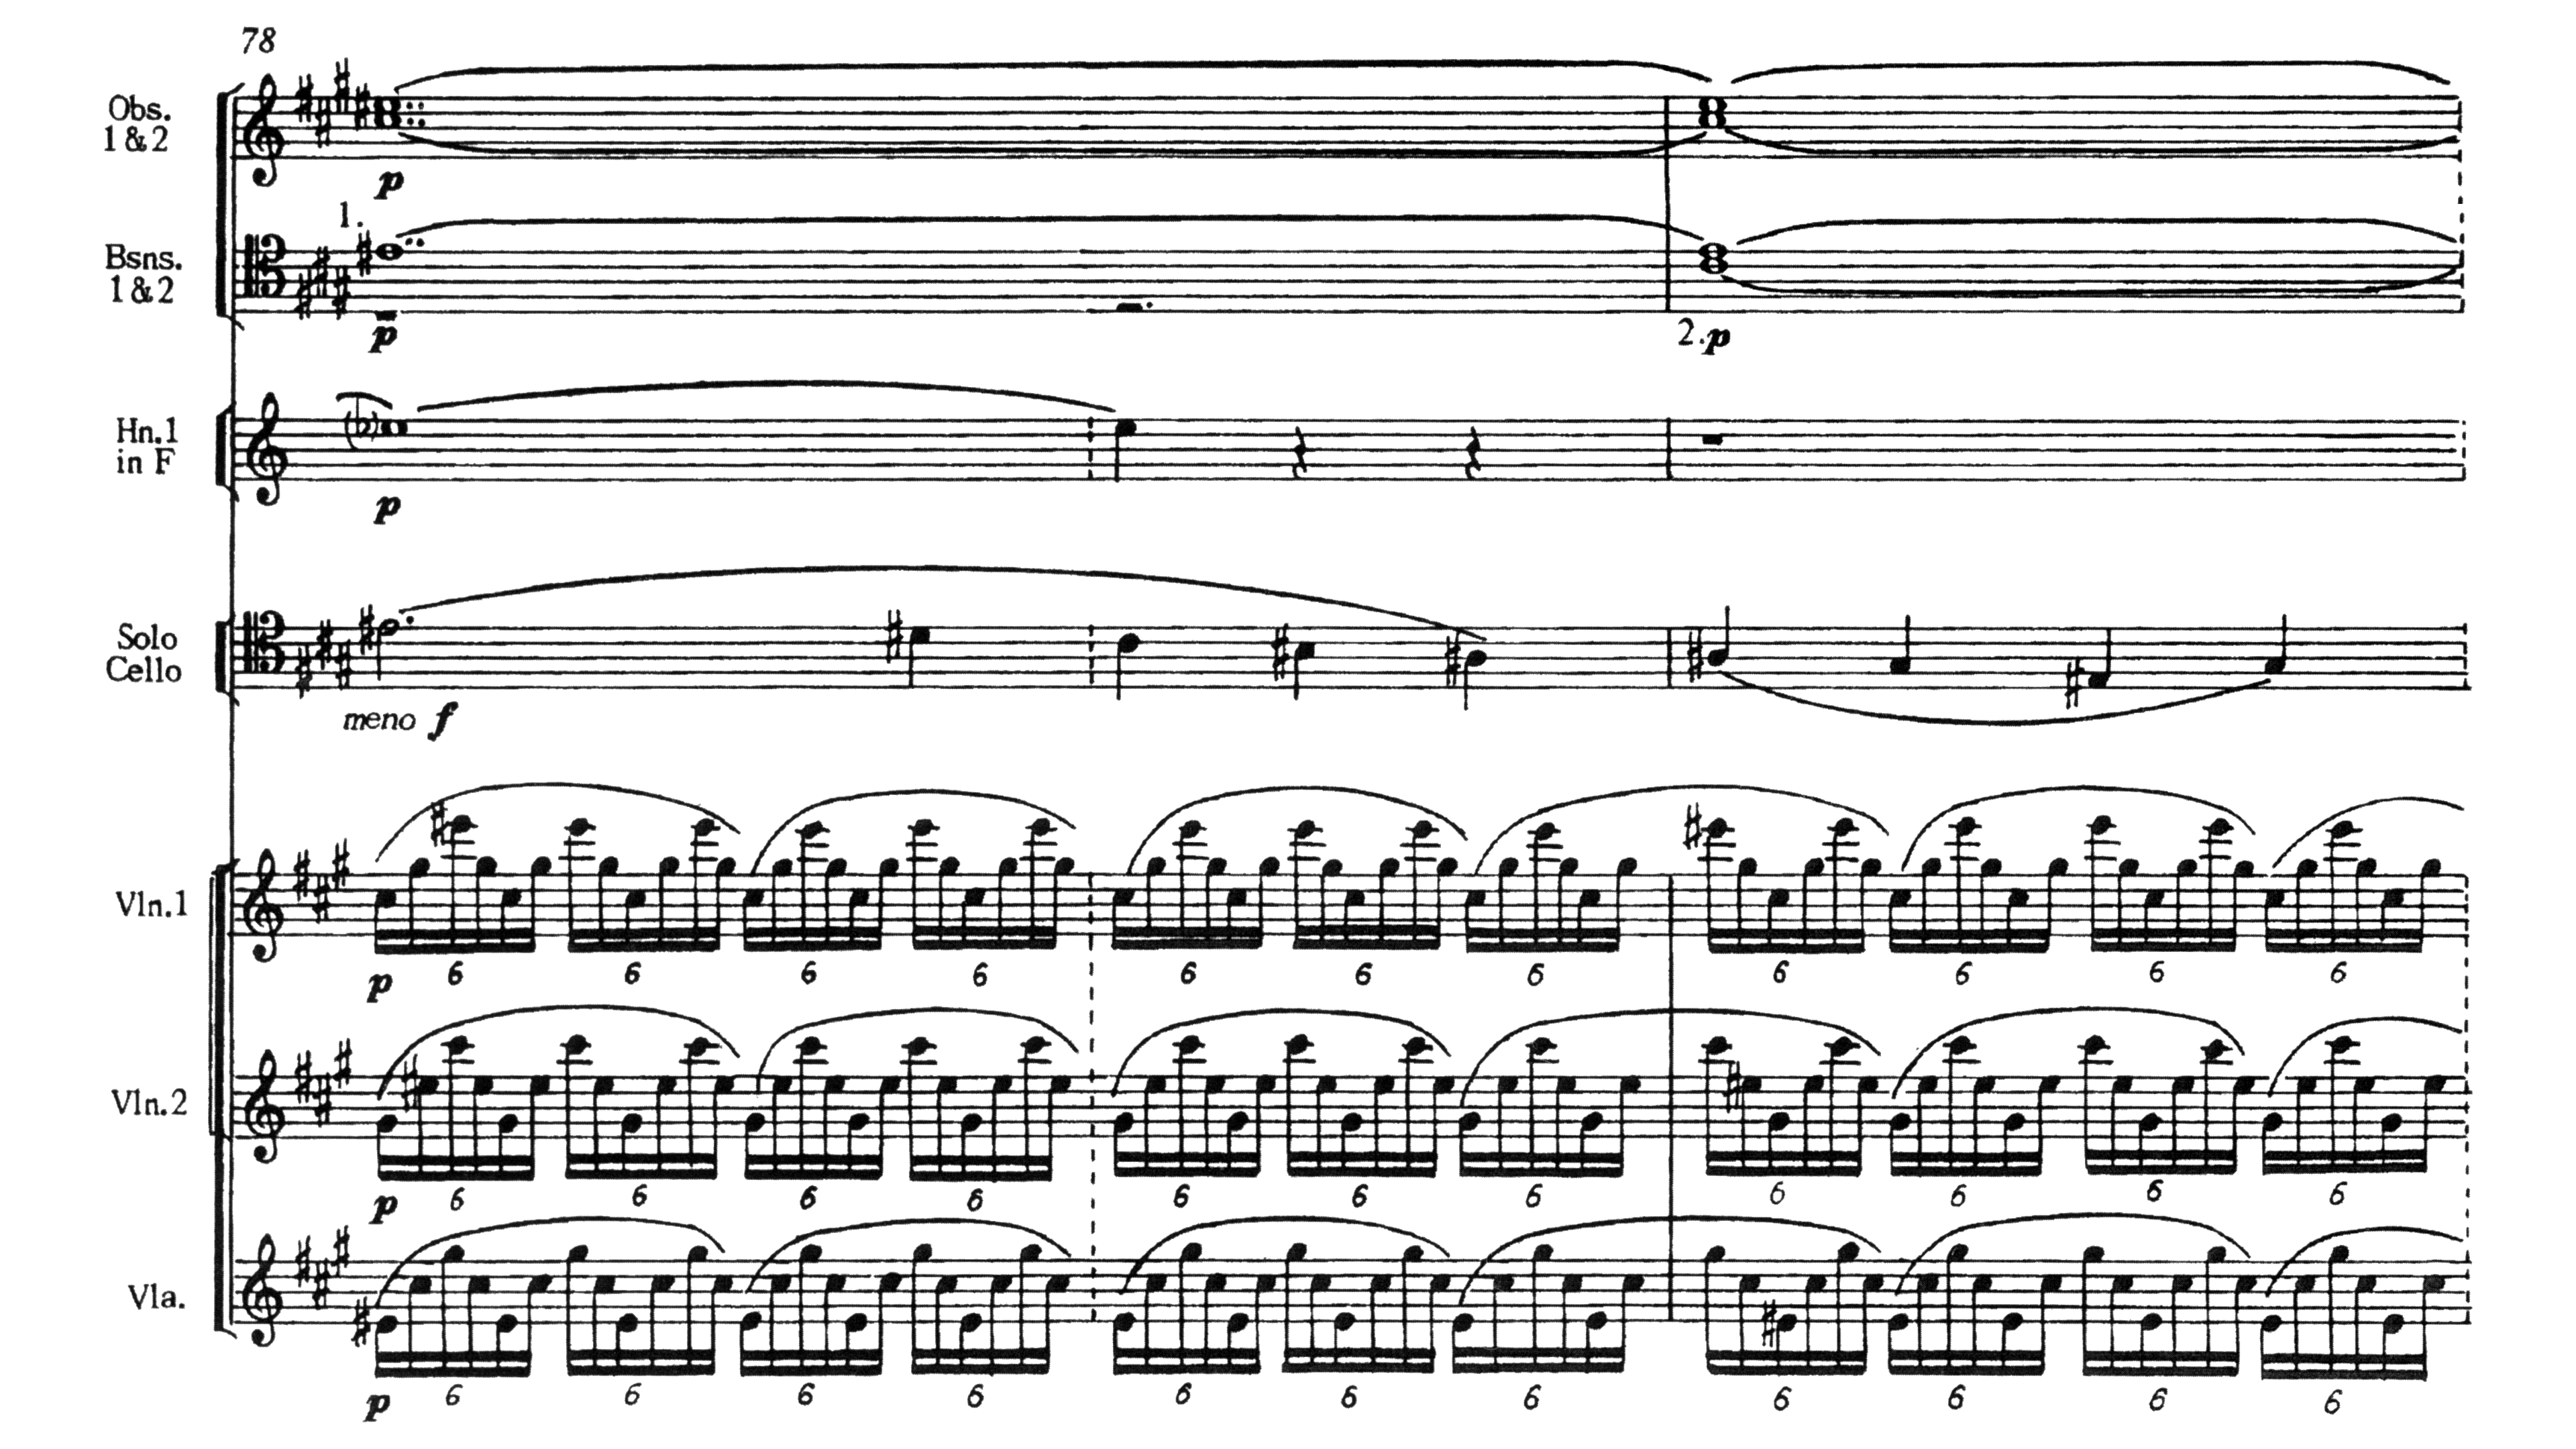 78
Obs.
1&2
p
1.
Bsns.
1&2
p
2.p
Hn.1
in F
p
Solo
Cello
meno f
Vln.1
p 6 6 6 6 6 6 6 6 6 6 6
Vln.2
p 6 6 6 6 6 6 6 6 6 6 6
Vla.
p 6 6 6 6 6 6 6 6 6 6 6